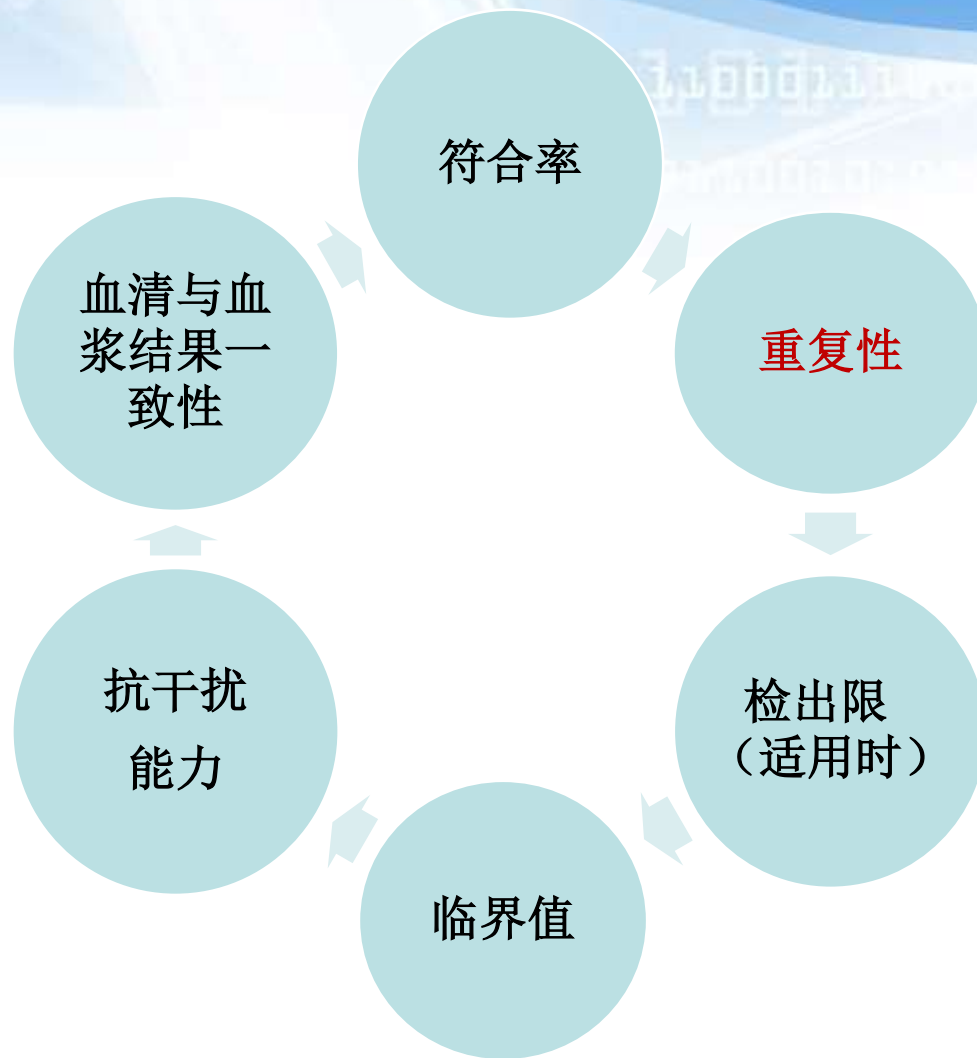 符合率
重复性
检出限
（适用时）
临界值
抗干扰
能力
血清与血
浆结果一
致性